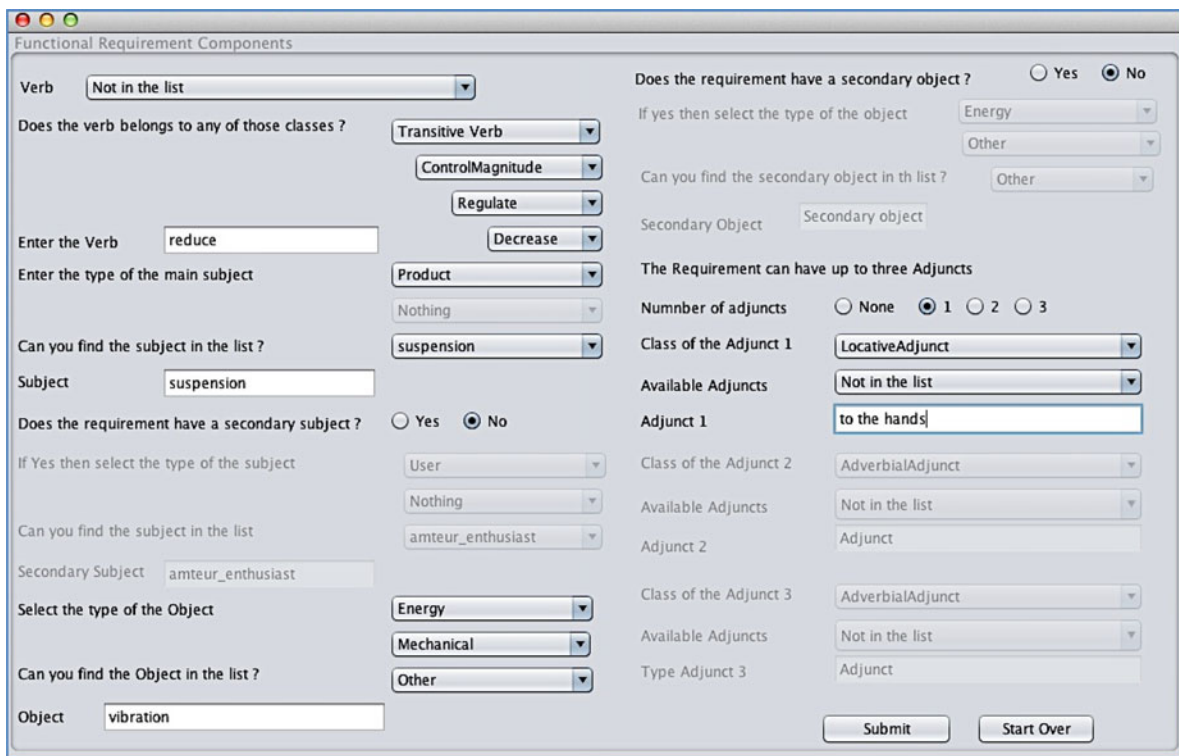 Functional Requirement Components
Verb Not in the list
Does the verb belongs to any of those classes ? Transitive Verb
ControlMagnitude
Regulate
Enter the Verb reduce Decrease
Enter the type of the main subject Product
Nothing
Can you find the subject in the list ? suspension
Subject suspension
Does the requirement have a secondary subject ? Yes No
If Yes then select the type of the subject User
Nothing
Can you find the subject in the list amteur_enthusiast
Secondary Subject amteur_enthusiast
Select the type of the Object Energy
Mechanical
Can you find the Object in the list ? Other
Object vibration
Does the requirement have a secondary object ? Yes No
If yes then select the type of the object Energy
Other
Can you find the secondary object in th list ? Other
Secondary Object Secondary object
The Requirement can have up to three Adjuncts
Numnber of adjuncts None 1 2 3
Class of the Adjunct 1 LocativeAdjunct
Available Adjuncts Not in the list
Adjunct 1 to the hands
Class of the Adjunct 2 AdverbialAdjunct
Available Adjuncts Not in the list
Adjunct 2 Adjunct
Class of the Adjunct 3 AdverbialAdjunct
Available Adjuncts Not in the list
Type Adjunct 3 Adjunct
Submit Start Over